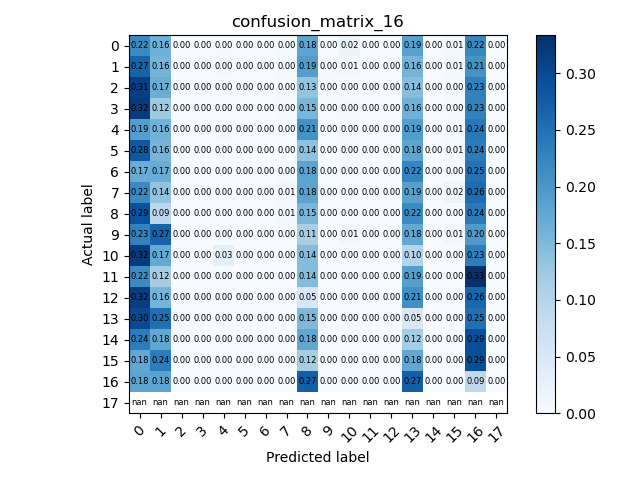 confusion_matrix_16
0 0.22 0.16 0.00 0.00 0.00 0.00 0.00 0.00 0.18 0.00 0.02 0.00 0.00 0.19 0.00 0.01 0.22 0.00
1 0.27 0.16 0.00 0.00 0.00 0.00 0.00 0.00 0.19 0.00 0.01 0.00 0.00 0.16 0.00 0.01 0.21 0.00
2 0.31 0.17 0.00 0.00 0.00 0.00 0.00 0.00 0.13 0.00 0.00 0.00 0.00 0.14 0.00 0.00 0.23 0.00
3 0.32 0.12 0.00 0.00 0.00 0.00 0.00 0.00 0.15 0.00 0.00 0.00 0.00 0.16 0.00 0.00 0.23 0.00
4 0.19 0.16 0.00 0.00 0.00 0.00 0.00 0.00 0.21 0.00 0.00 0.00 0.00 0.19 0.00 0.01 0.24 0.00
5 0.28 0.16 0.00 0.00 0.00 0.00 0.00 0.00 0.14 0.00 0.00 0.00 0.00 0.18 0.00 0.01 0.24 0.00
6 0.17 0.17 0.00 0.00 0.00 0.00 0.00 0.00 0.18 0.00 0.00 0.00 0.00 0.22 0.00 0.00 0.25 0.00
7 0.22 0.14 0.00 0.00 0.00 0.00 0.00 0.01 0.18 0.00 0.00 0.00 0.00 0.19 0.00 0.02 0.26 0.00
8 0.29 0.09 0.00 0.00 0.00 0.00 0.00 0.01 0.15 0.00 0.00 0.00 0.00 0.22 0.00 0.00 0.24 0.00
9 0.23 0.27 0.00 0.00 0.00 0.00 0.00 0.00 0.11 0.00 0.01 0.00 0.00 0.18 0.00 0.01 0.20 0.00
10 0.32 0.17 0.00 0.00 0.03 0.00 0.00 0.00 0.14 0.00 0.00 0.00 0.00 0.10 0.00 0.00 0.23 0.00
11 0.22 0.12 0.00 0.00 0.00 0.00 0.00 0.00 0.14 0.00 0.00 0.00 0.00 0.19 0.00 0.00 0.33 0.00
12 0.32 0.16 0.00 0.00 0.00 0.00 0.00 0.00 0.05 0.00 0.00 0.00 0.00 0.21 0.00 0.00 0.26 0.00
13 0.30 0.25 0.00 0.00 0.00 0.00 0.00 0.00 0.15 0.00 0.00 0.00 0.00 0.05 0.00 0.00 0.25 0.00
14 0.24 0.18 0.00 0.00 0.00 0.00 0.00 0.00 0.18 0.00 0.00 0.00 0.00 0.12 0.00 0.00 0.29 0.00
15 0.18 0.24 0.00 0.00 0.00 0.00 0.00 0.00 0.12 0.00 0.00 0.00 0.00 0.18 0.00 0.00 0.29 0.00
16 0.18 0.18 0.00 0.00 0.00 0.00 0.00 0.00 0.27 0.00 0.00 0.00 0.00 0.27 0.00 0.00 0.09 0.00
17 nan nan nan nan nan nan nan nan nan nan nan nan nan nan nan nan nan nan
0 1 2 3 4 5 6 7 8 9 10 11 12 13 14 15 16 17
Predicted label
Actual label
0.30
0.25
0.20
0.15
0.10
0.05
0.00